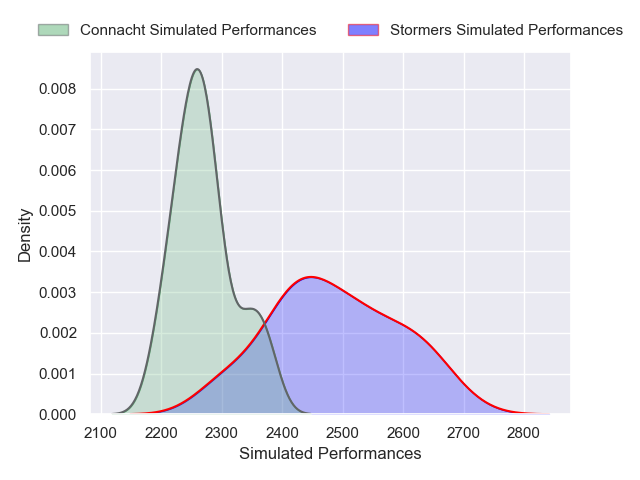 Connacht Simulated Performances
Stormers Simulated Performances
0.008
0.007
0.006
0.005
0.004
0.003
0.002
0.001
0.000
Density
2100 2200 2300 2400 2500 2600 2700 2800
Simulated Performances